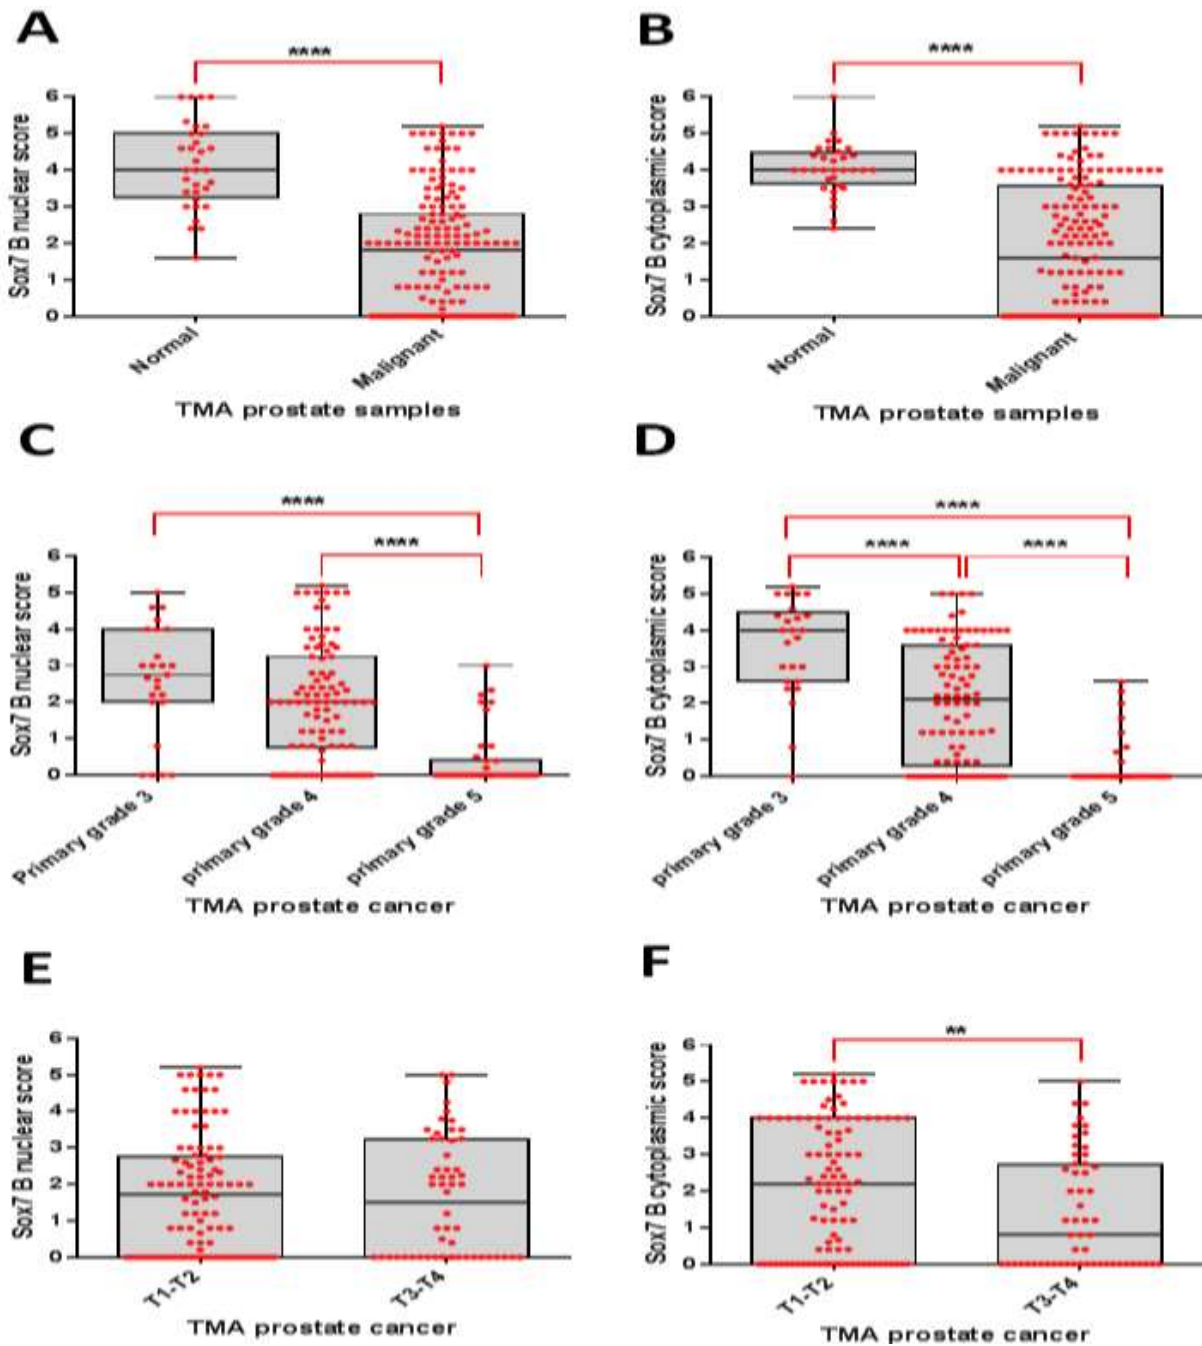 A
****
Sox7 B nuclear score
6
5
4
3
2
1
0
Normal
Malignant
TMA prostate samples
B
****
Sox7 B cytoplasmic score
6
5
4
3
2
1
0
Normal
Malignant
TMA prostate samples
C
****
****
Sox7 B nuclear score
6
5
4
3
2
1
0
Primary grade 3
primary grade 4
primary grade 5
TMA prostate cancer
D
****
****
****
Sox7 B cytoplasmic score
6
5
4
3
2
1
0
primary grade 3
primary grade 4
primary grade 5
TMA prostate cancer
E
Sox7 B nuclear score
6
5
4
3
2
1
0
T1-T2
T3-T4
TMA prostate cancer
F
**
Sox7 B cytoplasmic score
6
5
4
3
2
1
0
T1-T2
T3-T4
TMA prostate cancer